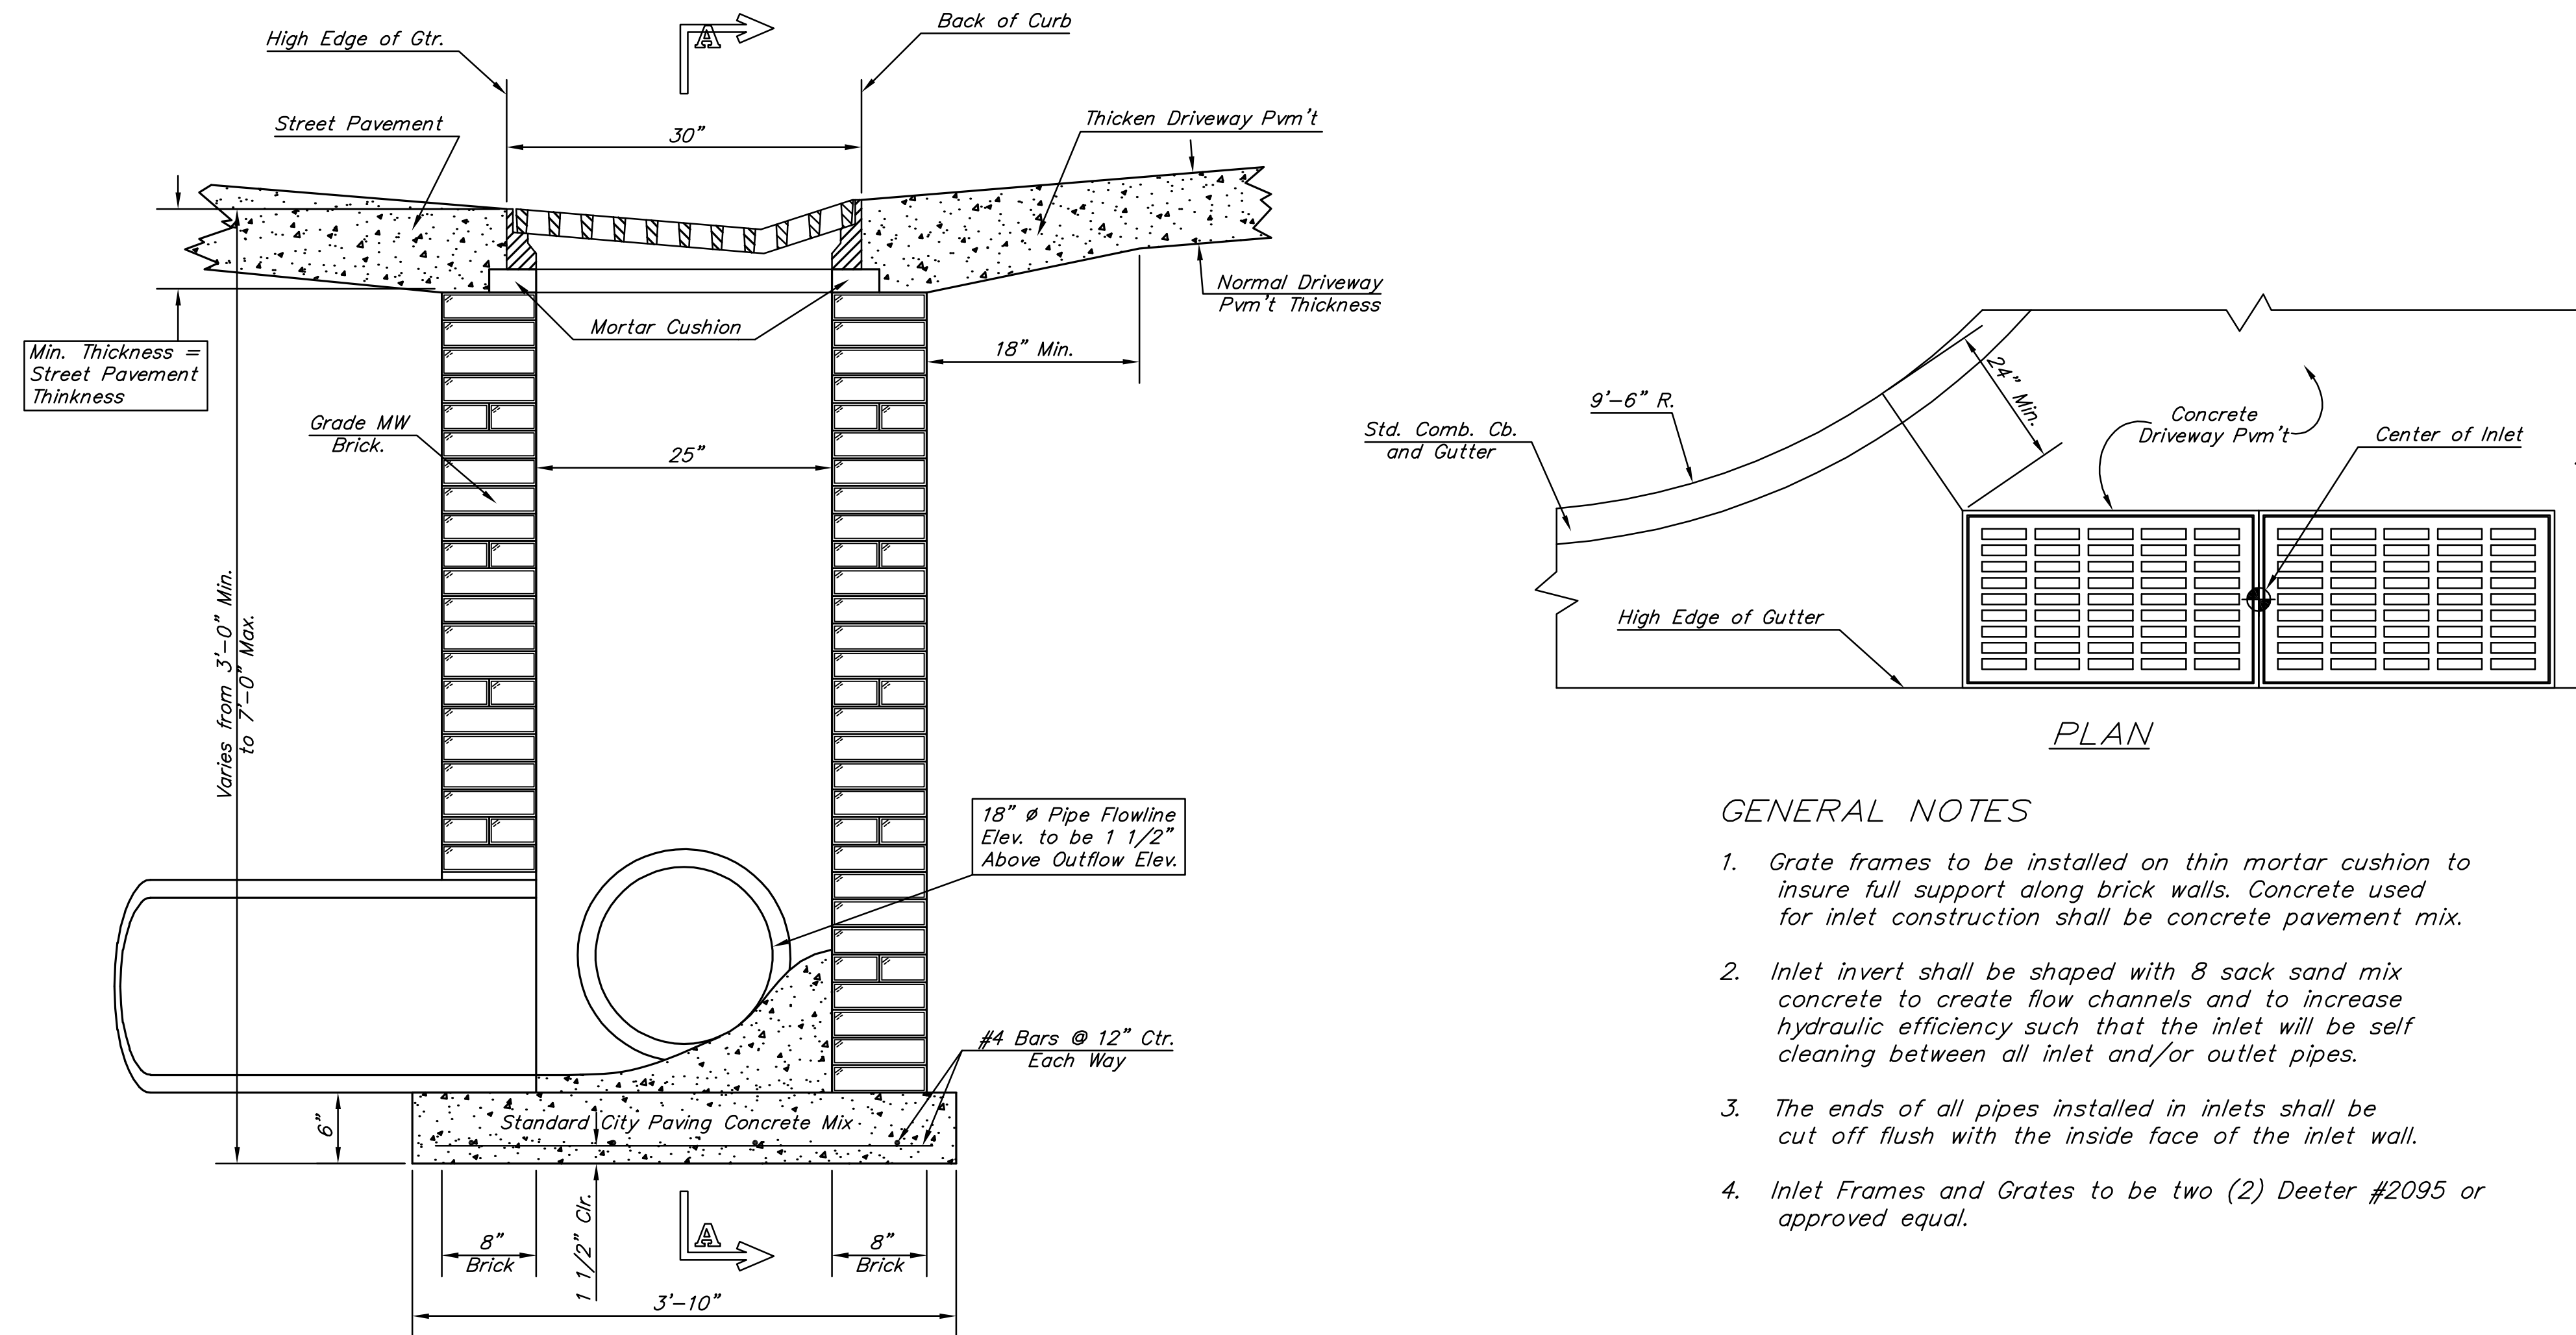 A
Back of Curb
High Edge of Gtr.
Street Pavement
30"
Thicken Driveway Pvm't
Normal Driveway
Pvm't Thickness
Mortar Cushion
18" Min.
Min. Thickness =
Street Pavement
Thinkness
Grade MW
Brick.
25"
Varies from 3'-0" Min.
to 7'-0" Max.
18" ø Pipe Flowline
Elev. to be 1 1/2"
Above Outflow Elev.
#4 Bars @ 12" Ctr.
Each Way
Standard City Paving Concrete Mix
6"
8"
Brick
1 1/2" Clr.
A
8"
Brick
3'-10"
24" Min.
9'-6" R.
Std. Comb. Cb.
and Gutter
Concrete
Driveway Pvm't
Center of Inlet
High Edge of Gutter
PLAN
GENERAL NOTES
1. Grate frames to be installed on thin mortar cushion to
insure full support along brick walls. Concrete used
for inlet construction shall be concrete pavement mix.
2. Inlet invert shall be shaped with 8 sack sand mix
concrete to create flow channels and to increase
hydraulic efficiency such that the inlet will be self
cleaning between all inlet and/or outlet pipes.
3. The ends of all pipes installed in inlets shall be
cut off flush with the inside face of the inlet wall.
4. Inlet Frames and Grates to be two (2) Deeter #2095 or
approved equal.